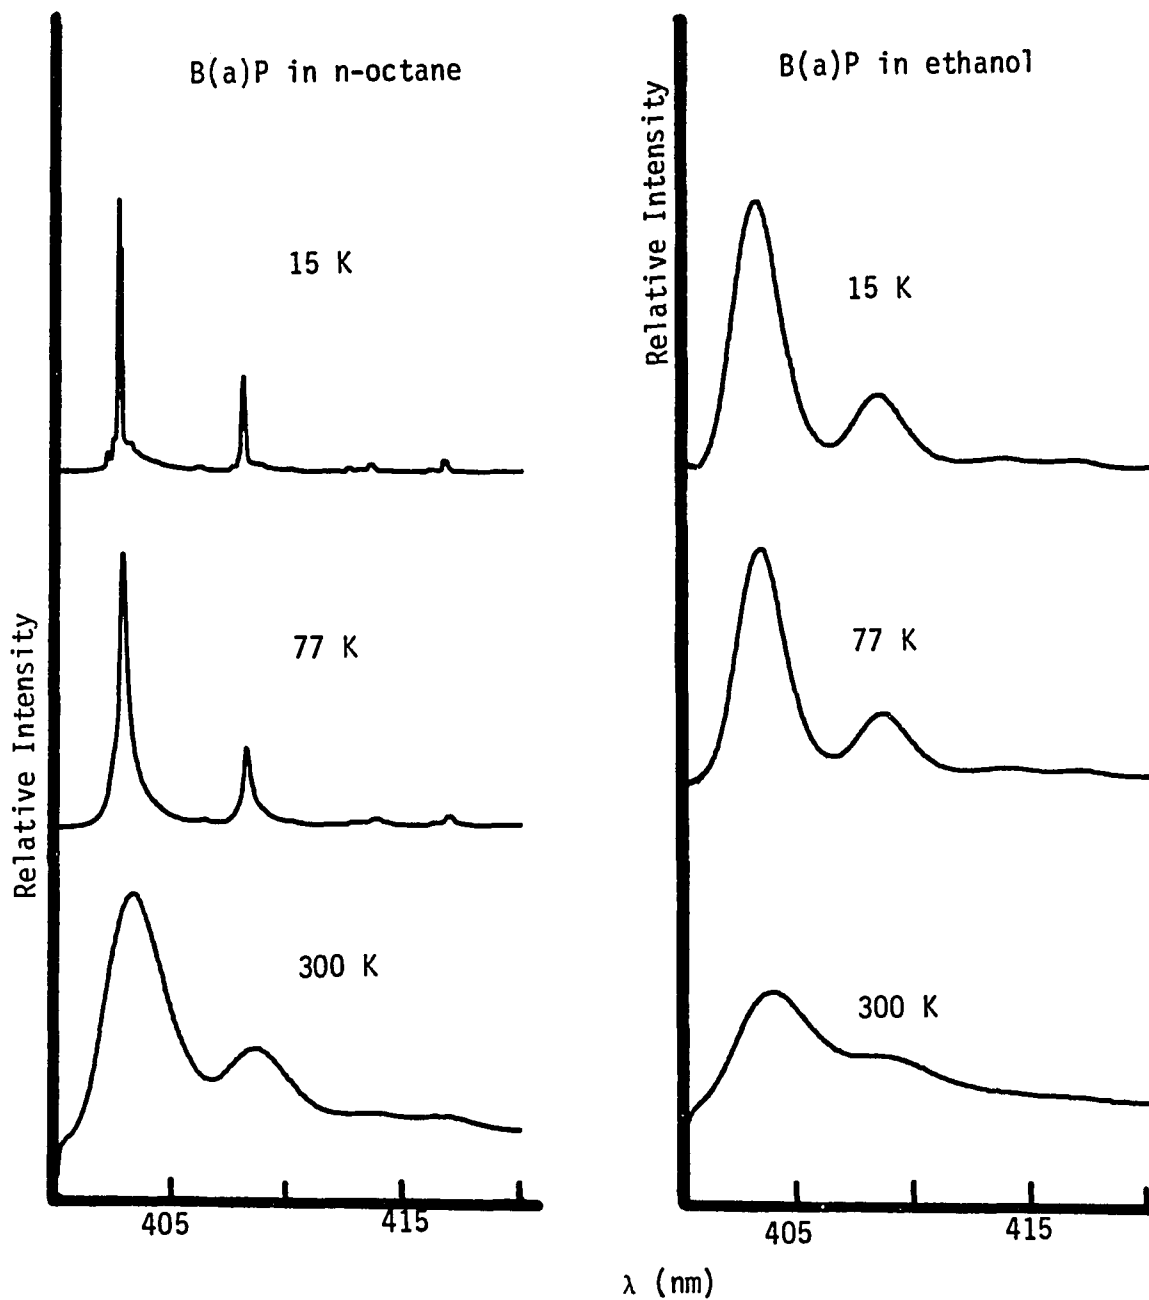 B(a)P in n-octane
15 K
77 K
300 K
Relative Intensity
405
415
B(a)P in ethanol
Relative Intensity
15 K
77 K
300 K
405
415
λ (nm)